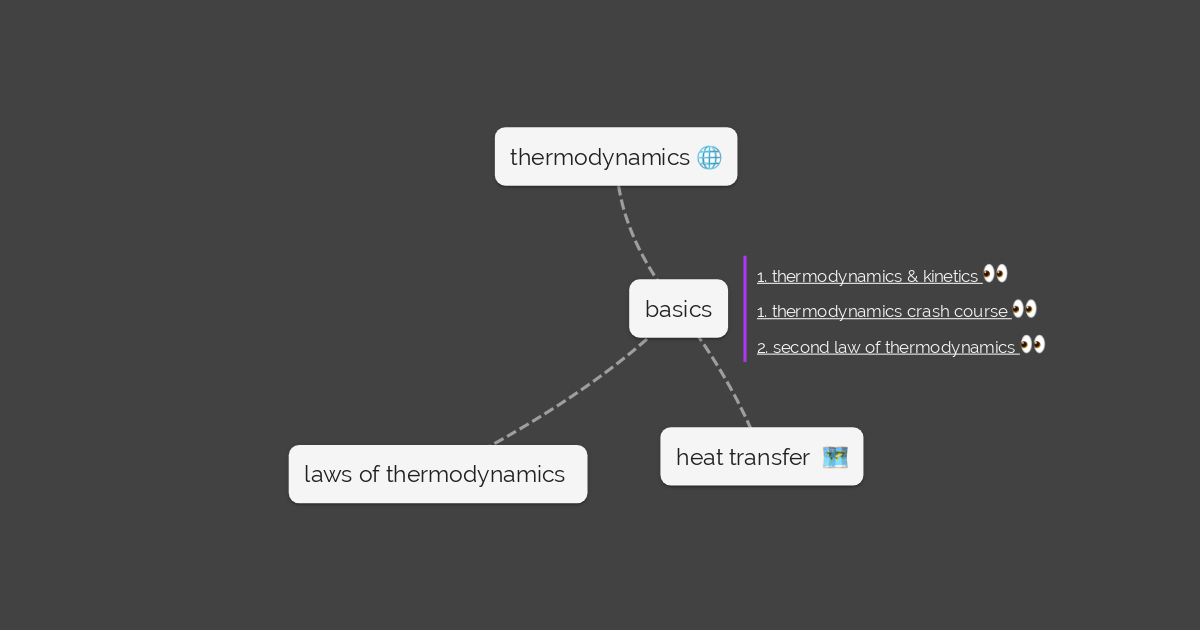 thermodynamics 🌐
basics
1. thermodynamics & kinetics 👀
1. thermodynamics crash course 👀
2. second law of thermodynamics 👀
laws of thermodynamics
heat transfer 🗺️